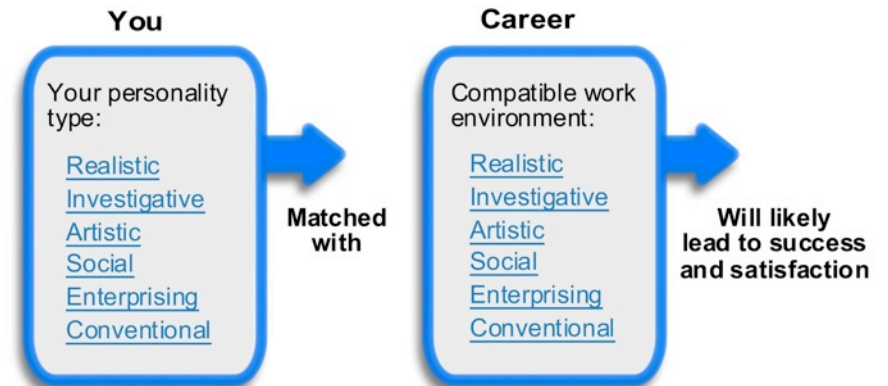 You
Your personality
type:
Realistic
Investigative
Artistic
Social
Enterprising
Conventional
Matched
with
Career
Compatible work
environment:
Realistic
Investigative
Artistic
Social
Enterprising
Conventional
Will likely
lead to success
and satisfaction